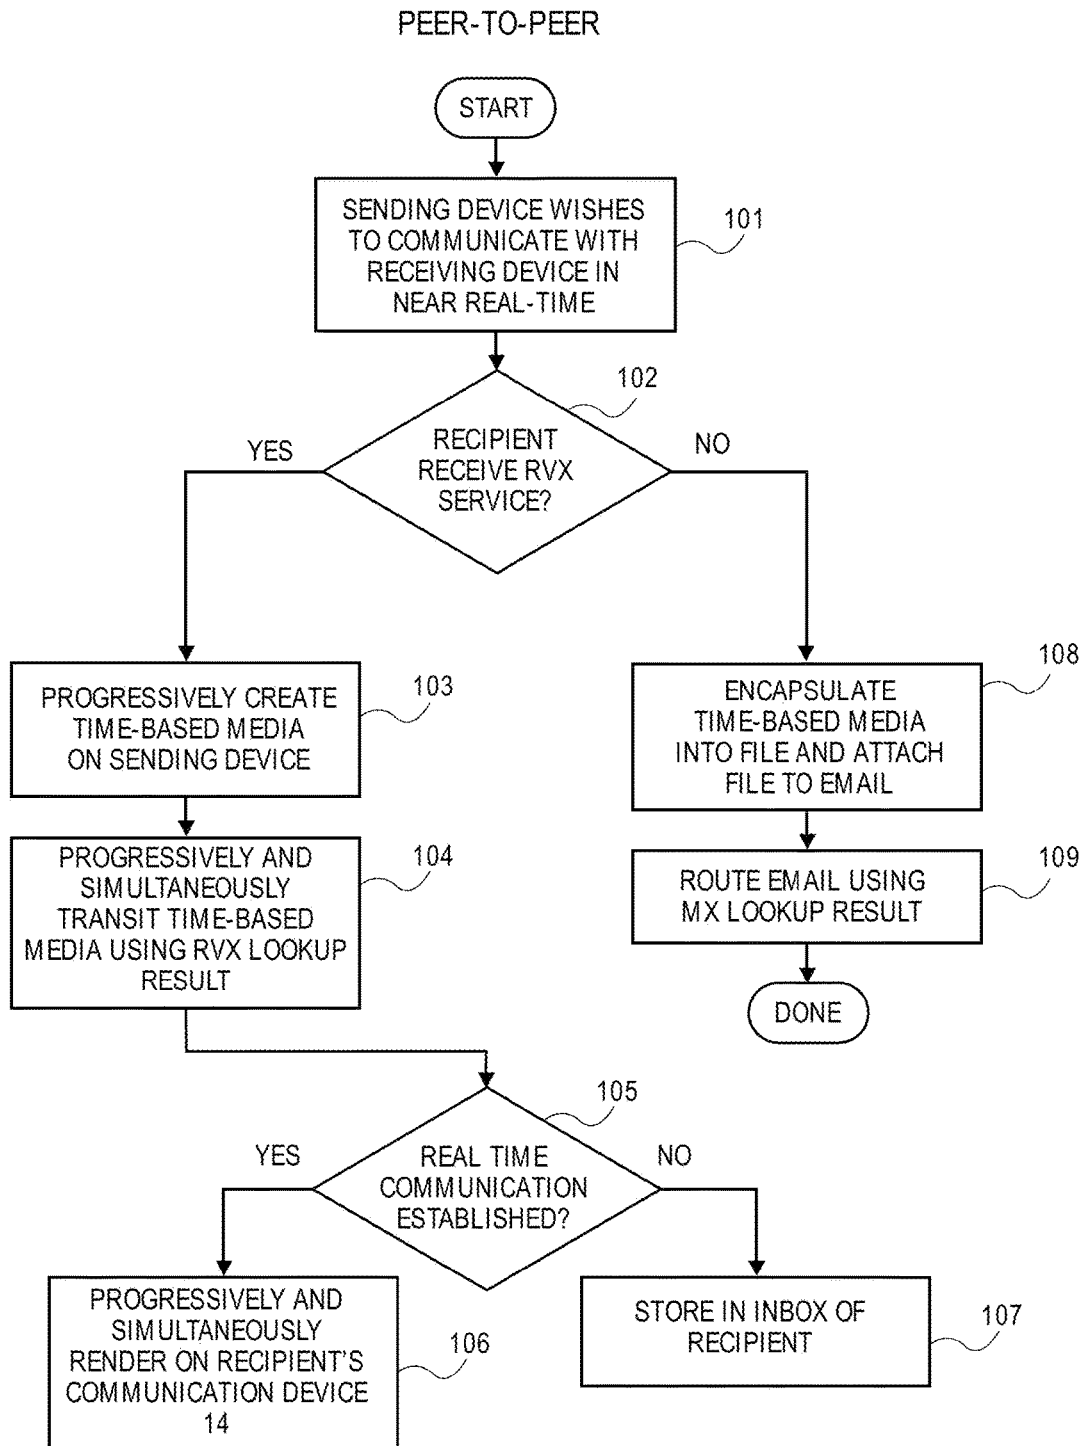 PEER-TO-PEER
START
SENDING DEVICE WISHES
TO COMMUNICATE WITH
RECEIVING DEVICE IN
NEAR REAL-TIME
101
102
RECIPIENT
RECEIVE RVX
SERVICE?
YES
NO
PROGRESSIVELY CREATE
TIME-BASED MEDIA
ON SENDING DEVICE
103
PROGRESSIVELY AND
SIMULTANEOUSLY
TRANSIT TIME-BASED
MEDIA USING RVX LOOKUP
RESULT
104
ENCAPSULATE
TIME-BASED MEDIA
INTO FILE AND ATTACH
FILE TO EMAIL
108
ROUTE EMAIL USING
MX LOOKUP RESULT
109
DONE
105
REAL TIME
COMMUNICATION
ESTABLISHED?
YES
NO
PROGRESSIVELY AND
SIMULTANEOUSLY
RENDER ON RECIPIENT'S
COMMUNICATION DEVICE
14
106
STORE IN INBOX OF
RECIPIENT
107